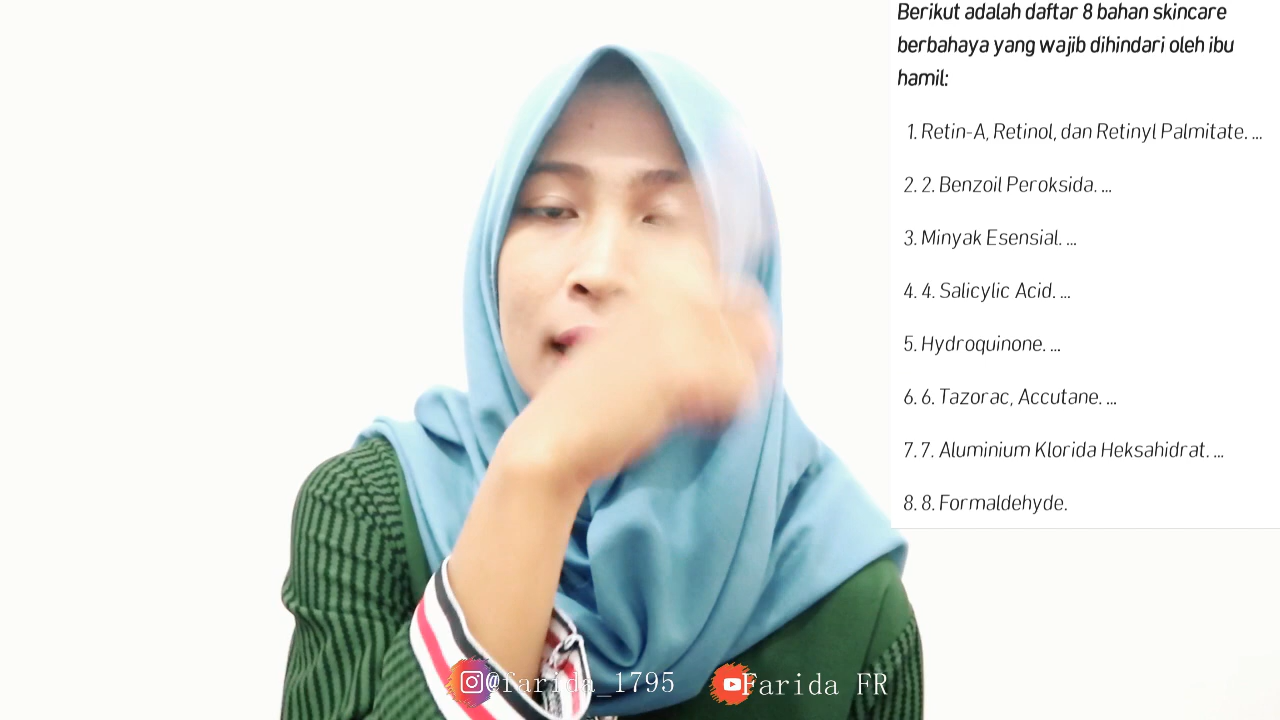 Berikut adalah daftar 8 bahan skincare
berbahaya yang wajib dihindari oleh ibu
hamil:
1. Retin-A, Retinol, dan Retinyl Palmitate. ...
2. 2. Benzoil Peroksida. ...
3. Minyak Esensial. ...
4. 4. Salicylic Acid. ...
5. Hydroquinone. ...
6. 6. Tazorac, Accutane. ...
7. 7. Aluminium Klorida Heksahidrat. ...
8. 8. Formaldehyde.
@farida_1795
Farida FR